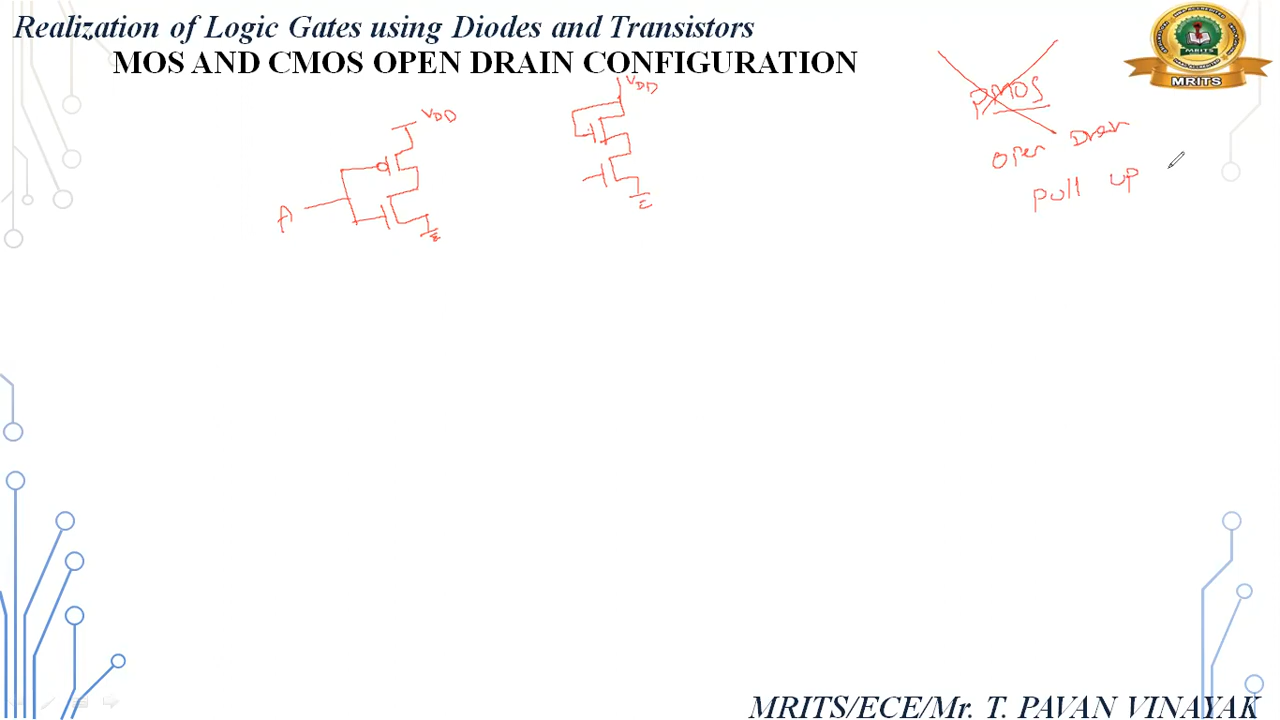 Realization of Logic Gates using Diodes and Transistors
MOS AND CMOS OPEN DRAIN CONFIGURATION
MRITS
VDD
VDD
PMOS
Open Drain
Pull up
A
MRITS/ECE/Mr. T. PAVAN VINAYAK